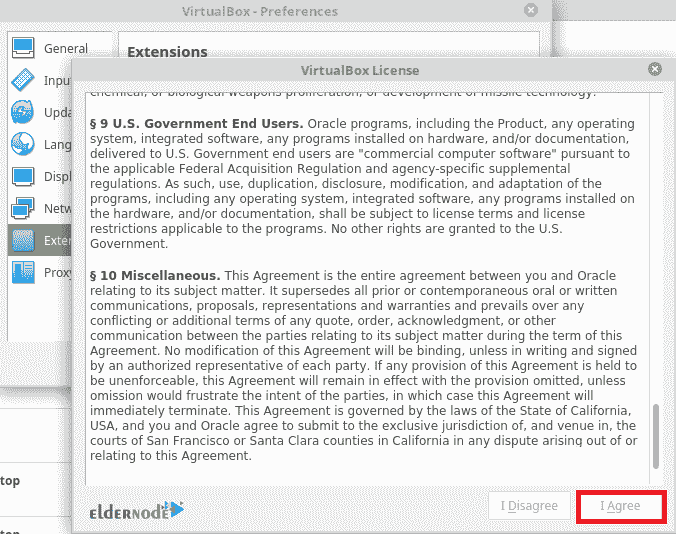 VirtualBox - Preferences
General
Extensions
VirtualBox License
Inpu
Upda
Lang
Displ
Netw
Exte
Proxy
chemical, or biological weapons proliferation, or development of missile technology.
§ 9 U.S. Government End Users. Oracle programs, including the Product, any operating
system, integrated software, any programs installed on hardware, and/or documentation,
delivered to U.S. Government end users are "commercial computer software" pursuant to
the applicable Federal Acquisition Regulation and agency-specific supplemental
regulations. As such, use, duplication, disclosure, modification, and adaptation of the
programs, including any operating system, integrated software, any programs installed on
the hardware, and/or documentation, shall be subject to license terms and license
restrictions applicable to the programs. No other rights are granted to the U.S.
Government.
§ 10 Miscellaneous. This Agreement is the entire agreement between you and Oracle
relating to its subject matter. It supersedes all prior or contemporaneous oral or written
communications, proposals, representations and warranties and prevails over any
conflicting or additional terms of any quote, order, acknowledgment, or other
communication between the parties relating to its subject matter during the term of this
Agreement. No modification of this Agreement will be binding, unless in writing and signed
by an authorized representative of each party. If any provision of this Agreement is held to
be unenforceable, this Agreement will remain in effect with the provision omitted, unless
omission would frustrate the intent of the parties, in which case this Agreement will
immediately terminate. This Agreement is governed by the laws of the State of California,
USA, and you and Oracle agree to submit to the exclusive jurisdiction of, and venue in, the
courts of San Francisco or Santa Clara counties in California in any dispute arising out of or
relating to this Agreement.
top
eldernode
I Disagree
I Agree